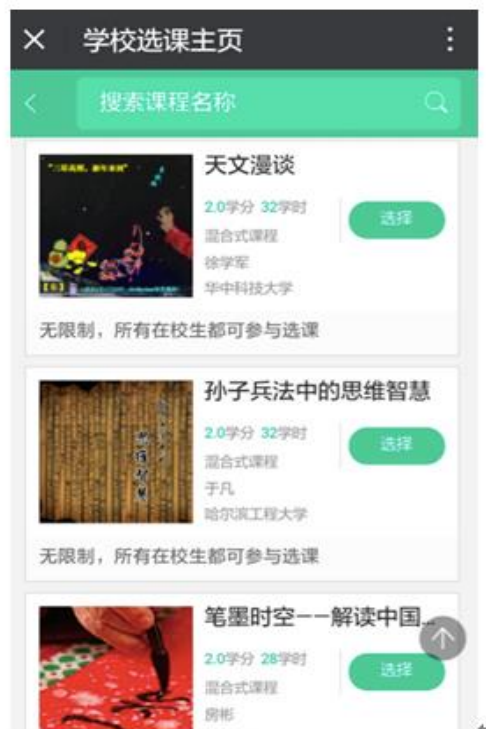 学校选课主页
搜索课程名称
天文漫谈
2.0学分 32学时
选择
混合式课程
徐学军
华中科技大学
无限制，所有在校生都可参与选课
孙子兵法中的思维智慧
思维智慧
2.0学分 32学时
选择
混合式课程
于凡
哈尔滨工程大学
无限制，所有在校生都可参与选课
笔墨时空——解读中国...
2.0学分 28学时
选择
混合式课程
房彬